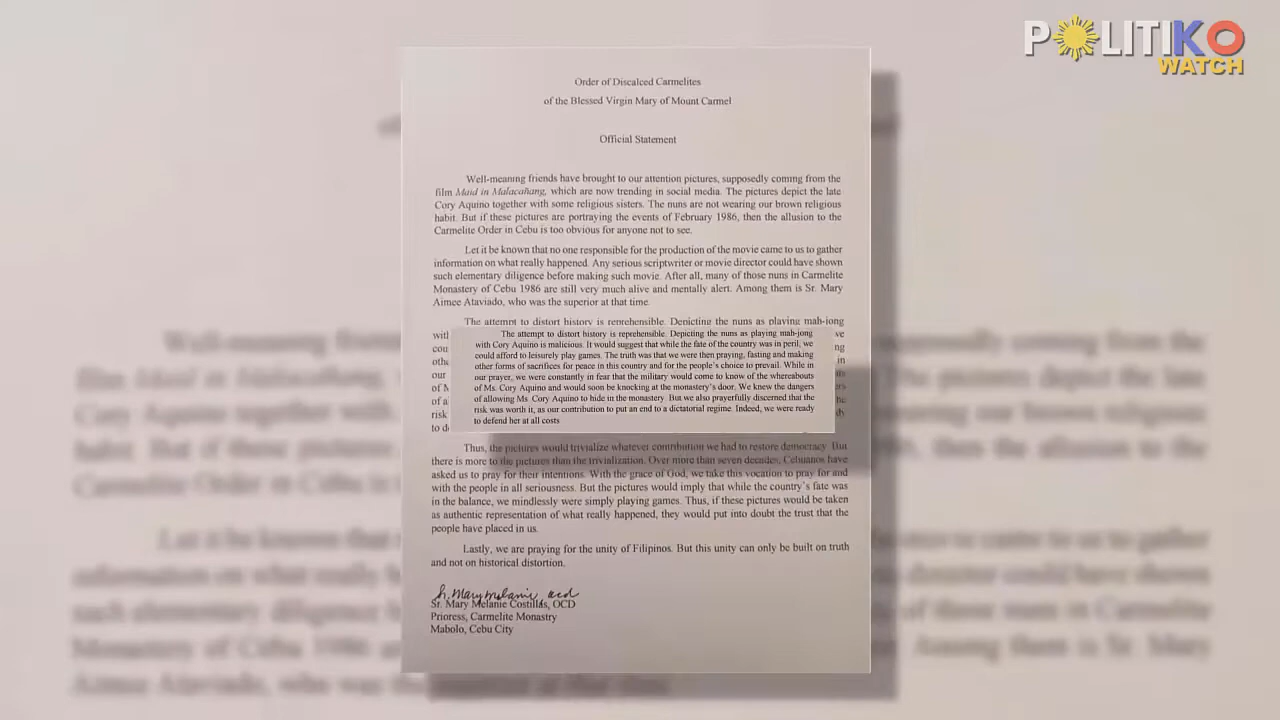 POLITIKO
WATCH
Order of Discalced Carmelites
of the Blessed Virgin Mary of Mount Carmel
Official Statement
Well-meaning friends have brought to our attention pictures, supposedly coming from the
film Maid in Malacañang, which are now trending in social media. The pictures depict the late
Cory Aquino together with some religious sisters. The nuns are not wearing our brown religious
habit. But if these pictures are portraying the events of February 1986, then the allusion to the
Carmelite Order in Cebu is too obvious for anyone not to see.
Let it be known that no one responsible for the production of the movie came to us to gather
information on what really happened. Any serious scriptwriter or movie director could have shown
such elementary diligence before making such movie. After all, many of those nuns in Carmelite
Monastery of Cebu 1986 are still very much alive and mentally alert. Among them is Sr. Mary
Aimee Ataviado, who was the superior at that time.
The attempt to distort history is reprehensible. Depicting the nuns as playing mah-jong
The attempt to distort history is reprehensible. Depicting the nuns as playing mah-jong
with Cory Aquino is malicious. It would suggest that while the fate of the country was in peril, we
could afford to leisurely play games. The truth was that we were then praying, fasting and making
other forms of sacrifices for peace in this country and for the people's choice to prevail. While in
our prayer, we were constantly in fear that the military would come to know of the whereabouts
of Ms. Cory Aquino and would soon be knocking at the monastery's door. We knew the dangers
of allowing Ms. Cory Aquino to hide in the monastery. But we also prayerfully discerned that the
risk was worth it, as our contribution to put an end to a dictatorial regime. Indeed, we were ready
to defend her at all costs
Thus, the pictures would trivialize whatever contribution we had to restore democracy. But
there is more to the pictures than the trivialization. Over more than seven decades, Cebuanos have
asked us to pray for their intentions. With the grace of God, we take this vocation to pray for and
with the people in all seriousness. But the pictures would imply that while the country's fate was
in the balance, we mindlessly were simply playing games. Thus, if these pictures would be taken
as authentic representation of what really happened, they would put into doubt the trust that the
people have placed in us.
Lastly, we are praying for the unity of Filipinos. But this unity can only be built on truth
and not on historical distortion.
Sr. Mary Melanie Costillas, OCD
Prioress, Carmelite Monastry
Mabolo, Cebu City